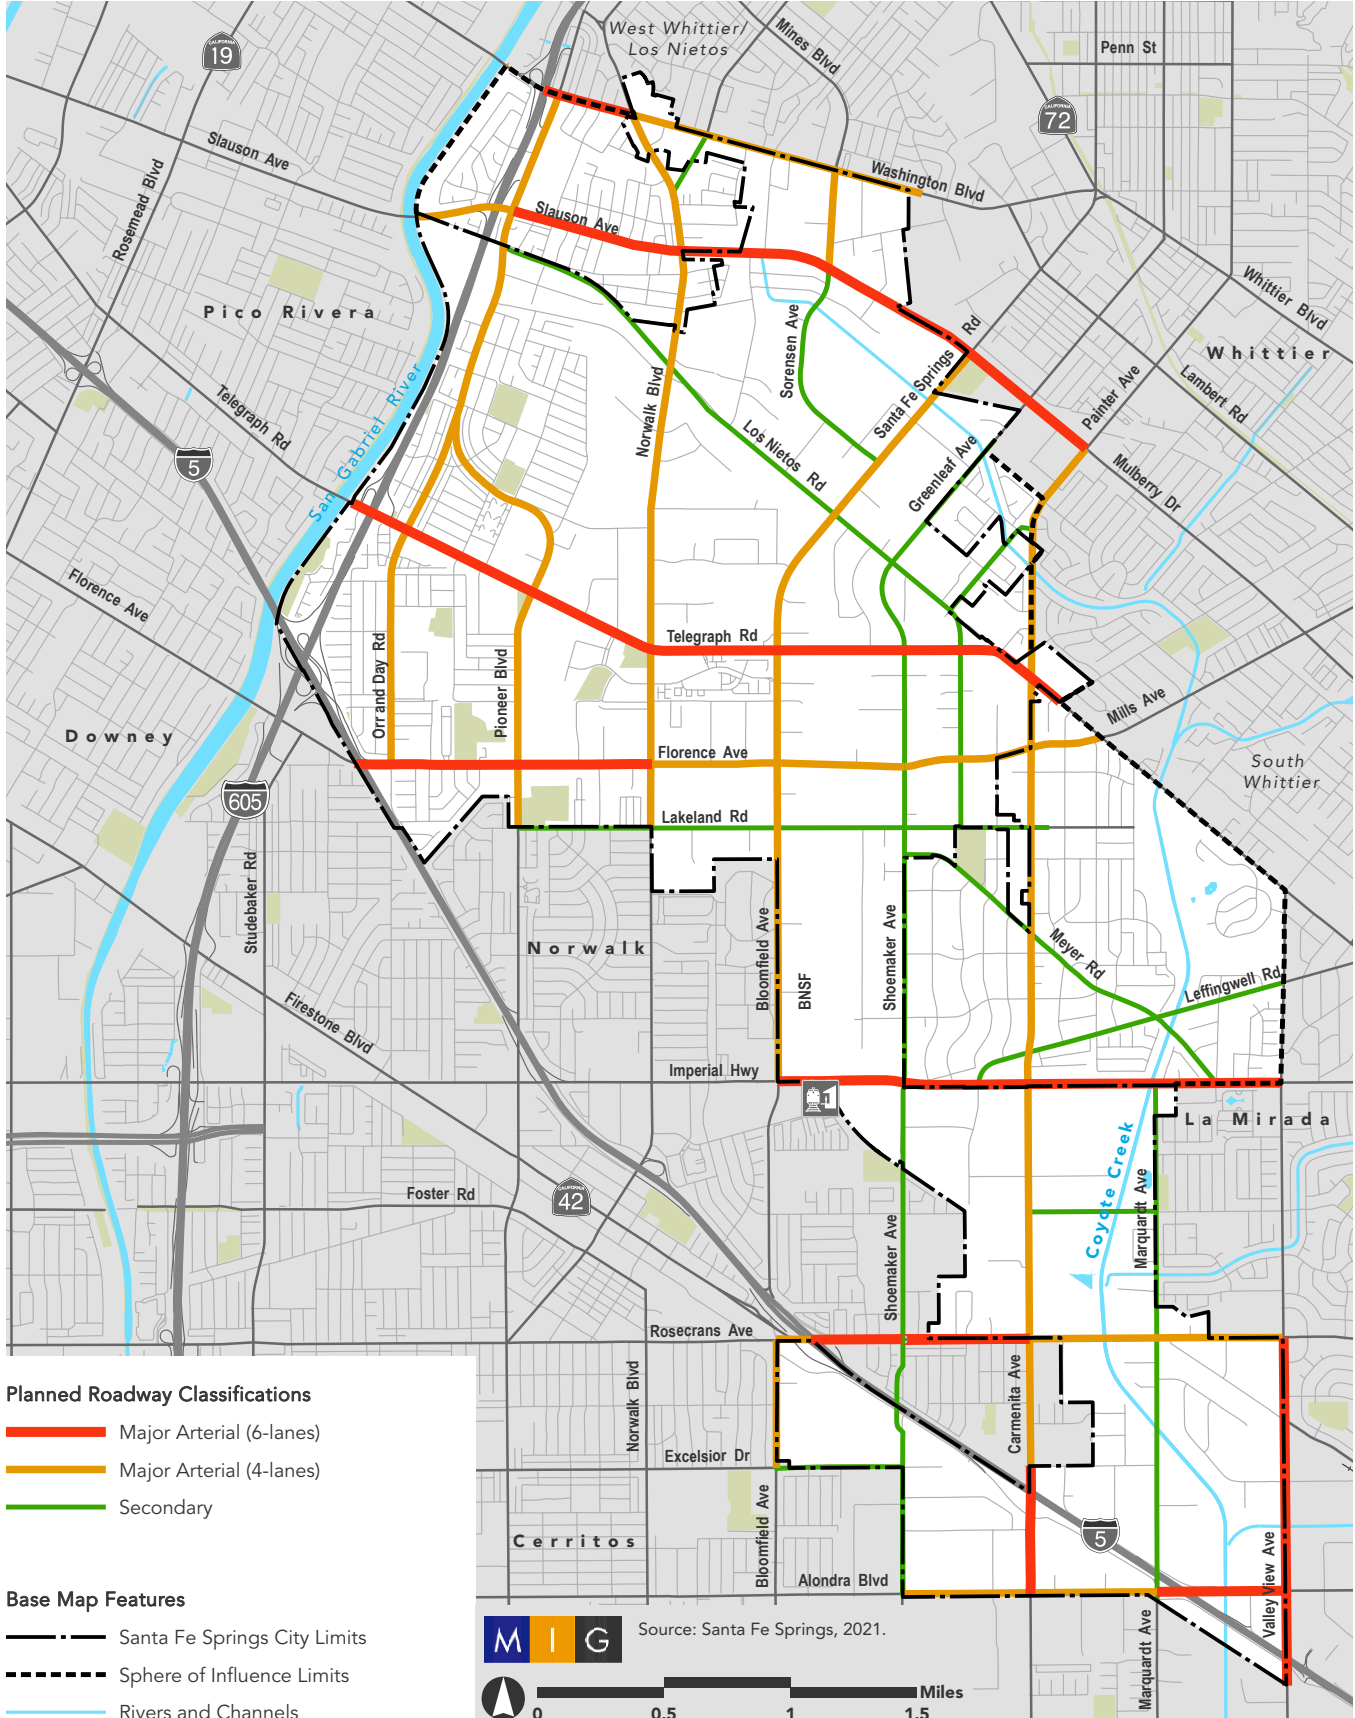 West Whittier/
Los Nietos
Mines Blvd
Penn St
CALIFORNIA
19
CALIFORNIA
72
Slauson Ave
Rosemead Blvd
Washington Blvd
Slauson Ave
Whittier Blvd
Pico Rivera
Whittier
Sorensen Ave
Santa Fe Springs Rd
Painter Ave
Lambert Rd
Telegraph Rd
San Gabriel River
Norwalk Blvd
Los Nietos Rd
Greenleaf Ave
Mulberry Dr
5
Florence Ave
Telegraph Rd
Orr and Day Rd
Pioneer Blvd
Mills Ave
Downey
Florence Ave
South
Whittier
605
Lakeland Rd
Studebaker Rd
Norwalk
Bloomfield Ave
BNSF
Shoemaker Ave
Meyer Rd
Leffingwell Rd
Firestone Blvd
Imperial Hwy
La Mirada
Coyote Creek
Marquardt Ave
Foster Rd
CALIFORNIA
42
Shoemaker Ave
Rosecrans Ave
Norwalk Blvd
Carmenita Ave
Excelsior Dr
Bloomfield Ave
Cerritos
5
Alondra Blvd
Valley View Ave
Marquardt Ave
Planned Roadway Classifications
Major Arterial (6-lanes)
Major Arterial (4-lanes)
Secondary
Base Map Features
Santa Fe Springs City Limits
Sphere of Influence Limits
Rivers and Channels
M I G
Source: Santa Fe Springs, 2021.
Miles
0 0.5 1 1.5